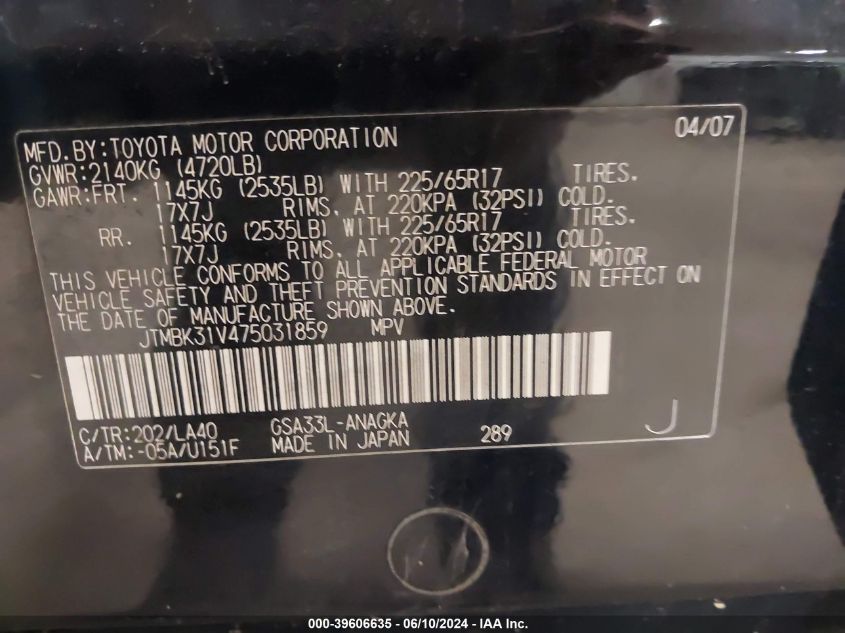 MFD.BY:TOYOTA MOTOR CORPORATION 04/07
GVWR:2140KG (4720LB)
GAWR:FRT. 1145KG (2535LB) WITH 225/65R17 TIRES.
17X7J RIMS, AT 220KPA (32PSI) COLD.
RR. 1145KG (2535LB) WITH 225/65R17 TIRES.
17X7J RIMS, AT 220KPA (32PSI) COLD.
THIS VEHICLE CONFORMS TO ALL APPLICABLE FEDERAL MOTOR
VEHICLE SAFETY AND THEFT PREVENTION STANDARDS IN EFFECT ON
THE DATE OF MANUFACTURE SHOWN ABOVE.
JTMBK31V475031859 MPV
C/TR:202/LA40 GSA33L-ANAGKA
A/TM:-05A/U151F MADE IN JAPAN 289 J
000-39606635 - 06/10/2024 - IAA Inc.